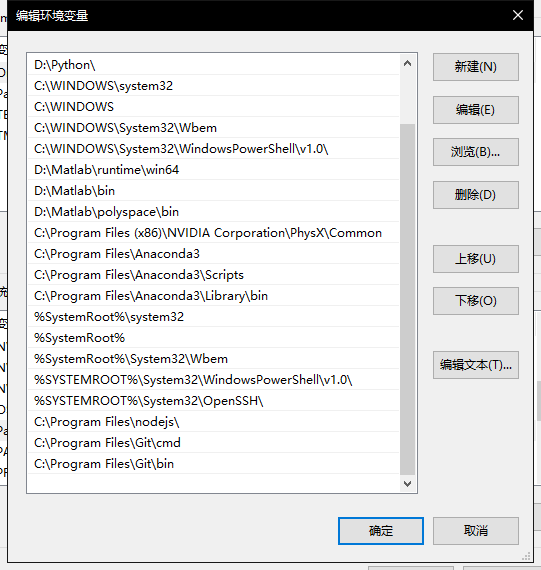 编辑环境变量
D:\Python\
C:\WINDOWS\system32
C:\WINDOWS
C:\WINDOWS\System32\Wbem
C:\WINDOWS\System32\WindowsPowerShell\v1.0\
D:\Matlab\runtime\win64
D:\Matlab\bin
D:\Matlab\polyspace\bin
C:\Program Files (x86)\NVIDIA Corporation\PhysX\Common
C:\Program Files\Anaconda3
C:\Program Files\Anaconda3\Scripts
C:\Program Files\Anaconda3\Library\bin
%SystemRoot%\system32
%SystemRoot%
%SystemRoot%\System32\Wbem
%SYSTEMROOT%\System32\WindowsPowerShell\v1.0\
%SYSTEMROOT%\System32\OpenSSH\
C:\Program Files\nodejs\
C:\Program Files\Git\cmd
C:\Program Files\Git\bin
新建(N)
编辑(E)
浏览(B)...
删除(D)
上移(U)
下移(O)
编辑文本(T)...
确定
取消